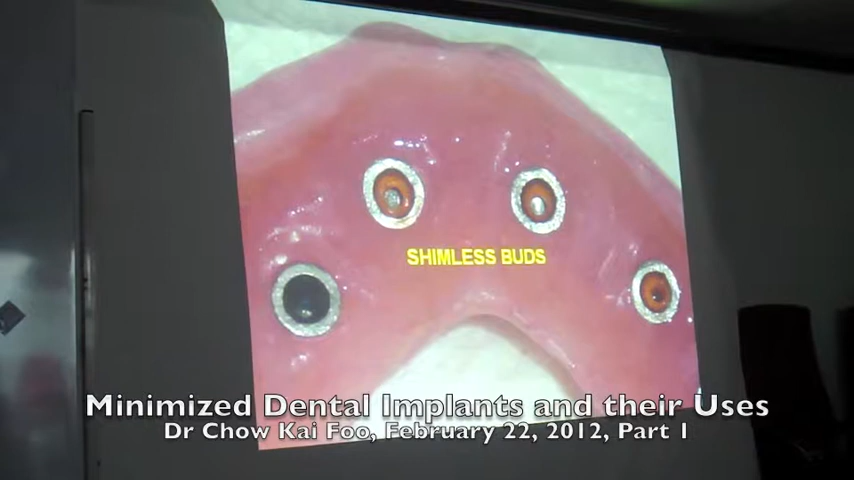 SHIMLESS BUDS
Minimized Dental Implants and their Uses
Dr Chow Kai Foo, February 22, 2012, Part 1